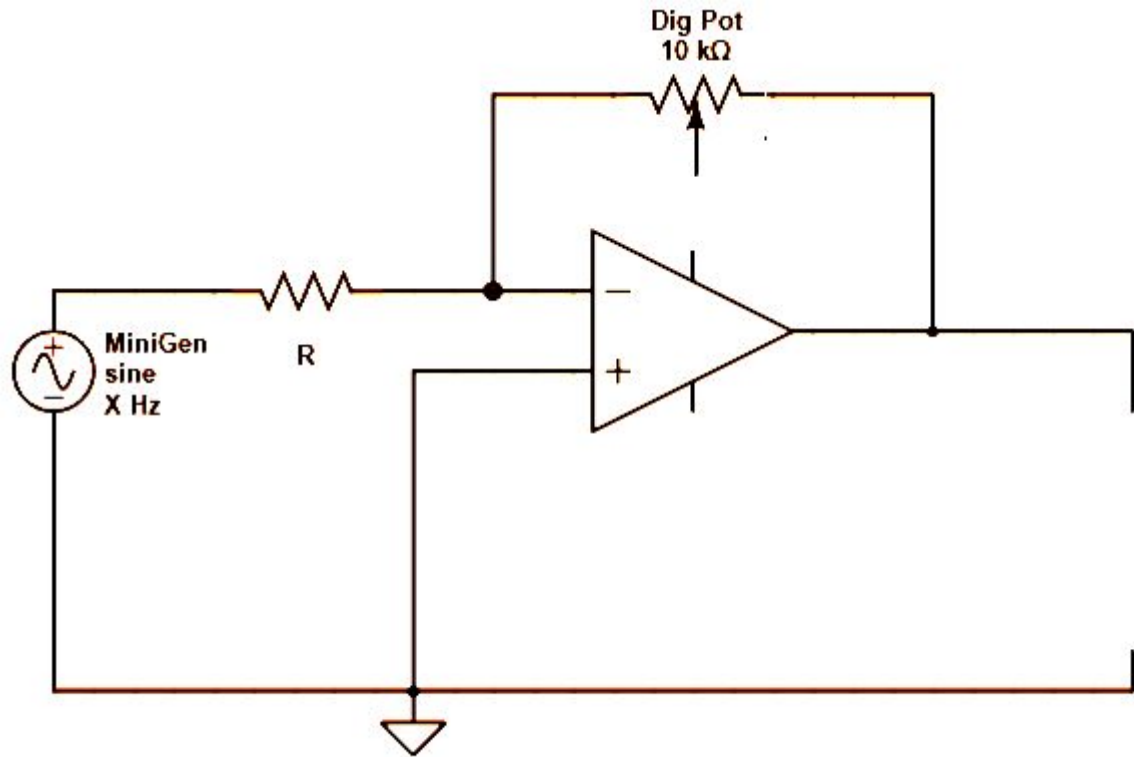 Dig Pot
10 kΩ
MiniGen
sine
X Hz
R